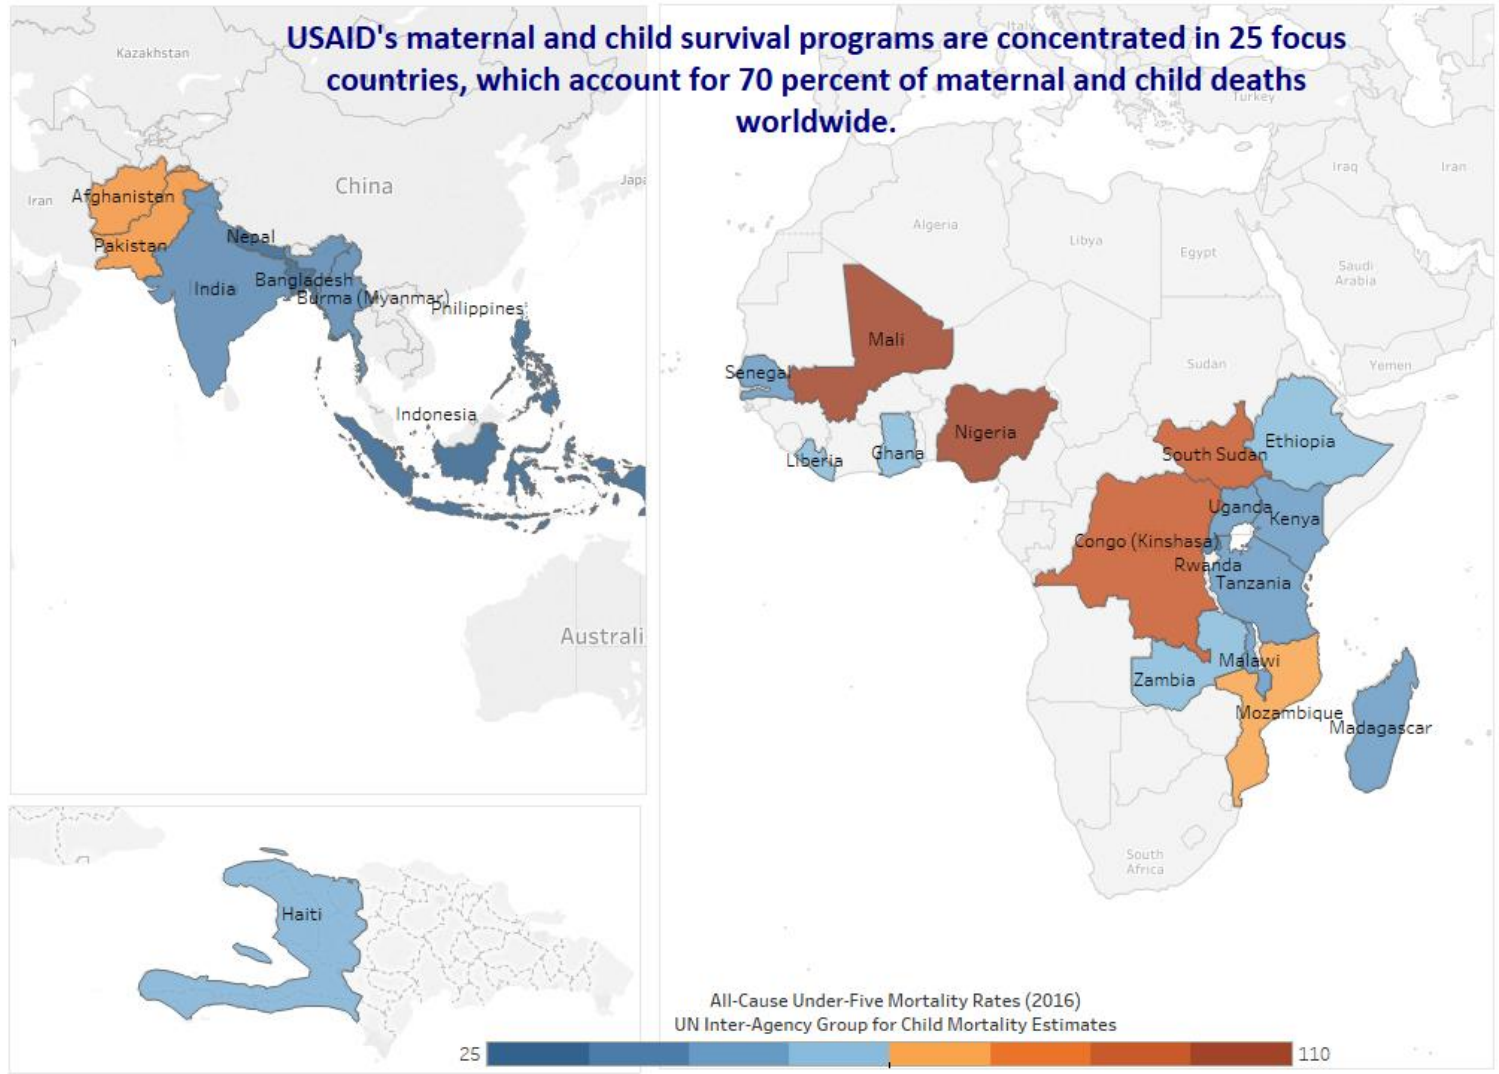 USAID's maternal and child survival programs are concentrated in 25 focus
countries, which account for 70 percent of maternal and child deaths
worldwide.
Kazakhstan
China
Iran
Afghanistan
Pakistan
Nepal
India
Bangladesh
Burma (Myanmar)
Philippines
Indonesia
Japa
Australi
Italy
Turkey
Iraq
Iran
Algeria
Libya
Egypt
Saudi
Arabia
Mali
Senegal
Sudan
Yemen
Nigeria
Ghana
Liberia
South Sudan
Ethiopia
Uganda
Kenya
Congo (Kinshasa)
Rwanda
Tanzania
Malawi
Zambia
Mozambique
Madagascar
South
Africa
Haiti
All-Cause Under-Five Mortality Rates (2016)
UN Inter-Agency Group for Child Mortality Estimates
25
110